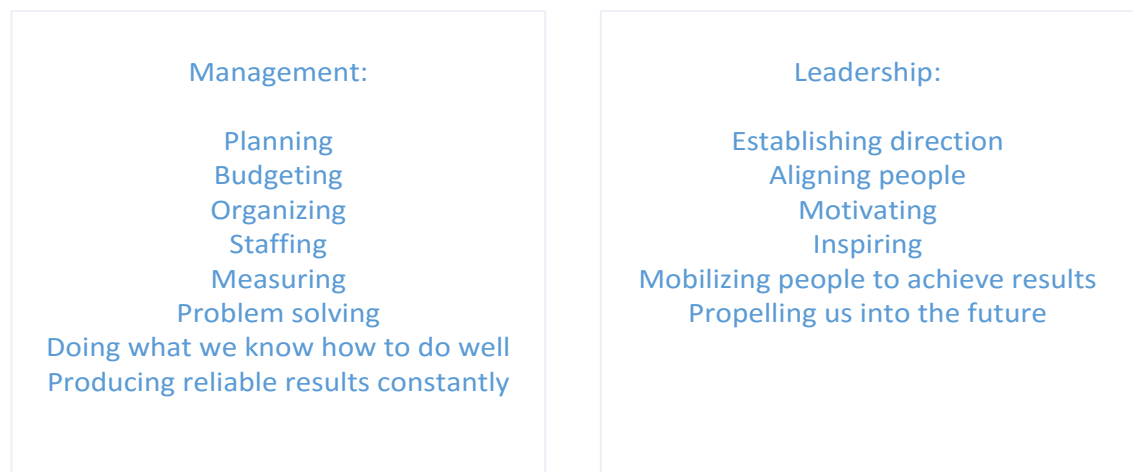 Management:
Planning
Budgeting
Organizing
Staffing
Measuring
Problem solving
Doing what we know how to do well
Producing reliable results constantly
Leadership:
Establishing direction
Aligning people
Motivating
Inspiring
Mobilizing people to achieve results
Propelling us into the future